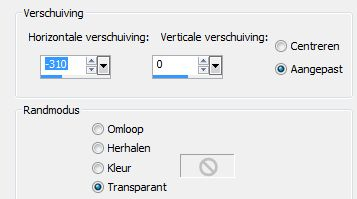 Verschuiving
Horizontale verschuiving: Verticale verschuiving:
-310 0
Centreren
Aangepast
Randmodus
Omloop
Herhalen
Kleur
Transparant